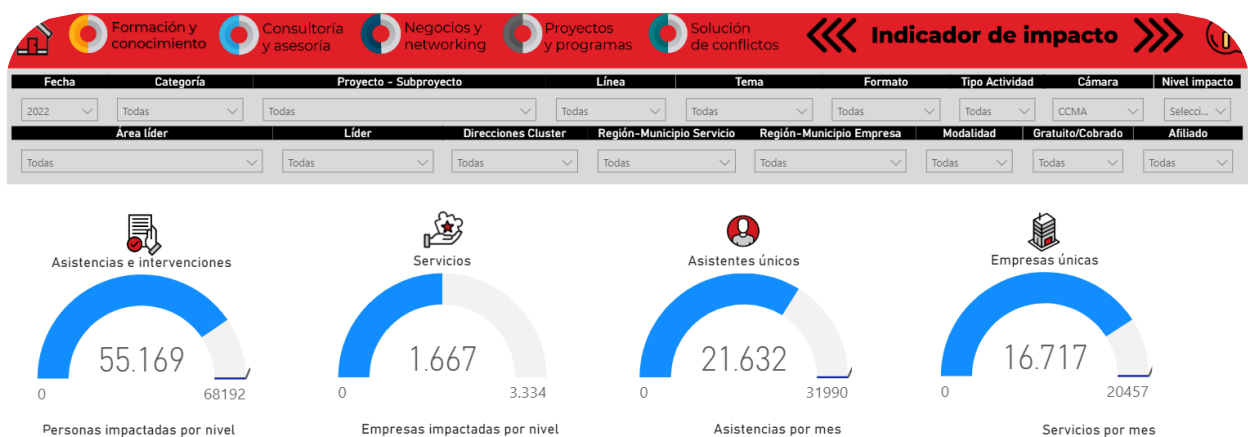 Formación y
conocimiento
Consultoría
y asesoría
Negocios y
networking
Proyectos
y programas
Solución
de conflictos
Indicador de impacto
Fecha Categoría Proyecto - Subproyecto Línea Tema Formato Tipo Actividad Cámara Nivel impacto
2022 Todas Todas Todas Todas Todas Todas CCMA Selecci...
Área líder Líder Direcciones Cluster Región-Municipio Servicio Región-Municipio Empresa Modalidad Gratuito/Cobrado Afiliado
Todas Todas Todas Todas Todas Todas Todas Todas
Asistencias e intervenciones
55.169
0 68192
Servicios
1.667
0 3.334
Asistentes únicos
21.632
0 31990
Empresas únicas
16.717
0 20457
Personas impactadas por nivel Empresas impactadas por nivel Asistencias por mes Servicios por mes